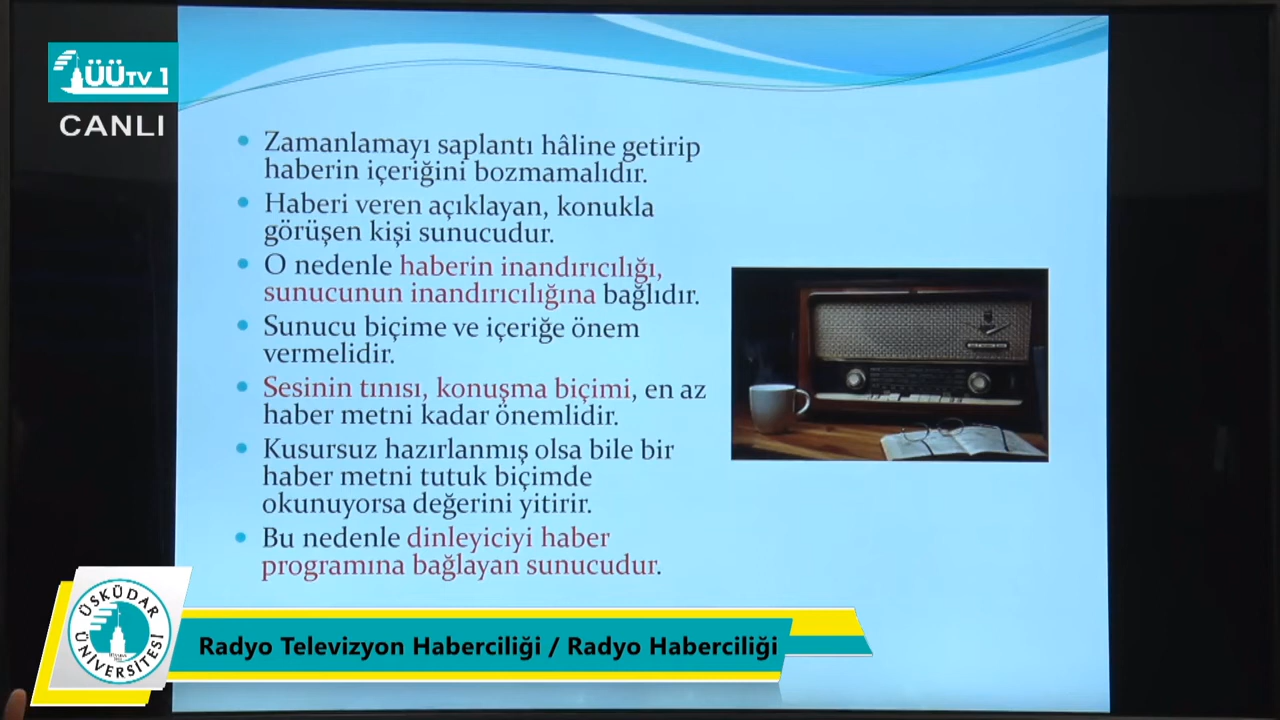 ÜÜTV 1
CANLI
• Zamanlamayı saplantı hâline getirip
haberin içeriğini bozmamalıdır.
• Haberi veren açıklayan, konukla
görüşen kişi sunucudur.
• O nedenle haberin inandırıcılığı,
sunucunun inandırıcılığına bağlıdır.
• Sunucu biçime ve içeriğe önem
vermelidir.
• Sesinin tınısı, konuşma biçimi, en az
haber metni kadar önemlidir.
• Kusursuz hazırlanmış olsa bile bir
haber metni tutuk biçimde
okunuyorsa değerini yitirir.
• Bu nedenle dinleyiciyi haber
programına bağlayan sunucudur.
ÜSKÜDAR
ÜNİVERSİTESİ
Radyo Televizyon Haberciliği / Radyo Haberciliği